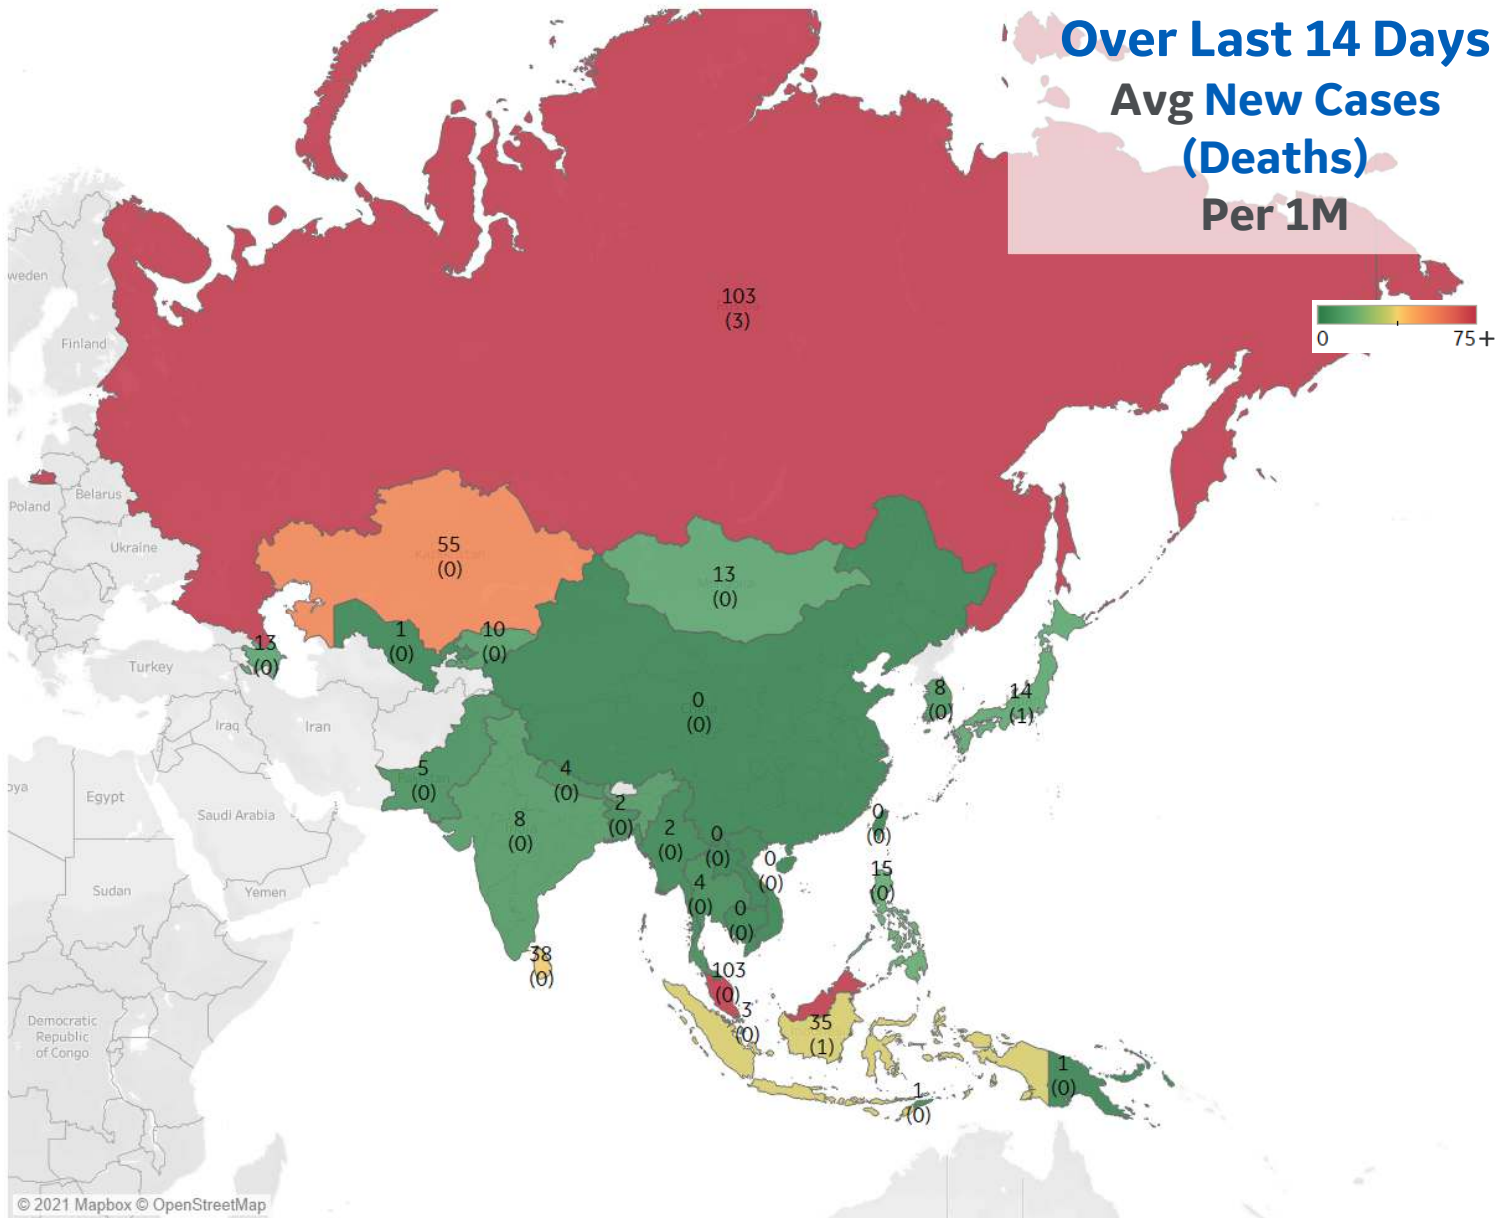 Over Last 14 Days
Avg New Cases
(Deaths)
Per 1M
0
75+
103
(3)
weden
Finland
Poland
Belarus
Ukraine
55
(0)
13
(0)
13
(0)
1
(0)
10
(0)
Turkey
Iraq
Iran
0
(0)
8
(0)
14
(1)
5
(0)
4
(0)
2
(0)
8
(0)
2
(0)
0
(0)
0
(0)
0
(0)
15
(0)
4
(0)
0
(0)
oya
Egypt
Saudi Arabia
Sudan
Yemen
38
(0)
103
(0)
3
(0)
35
(1)
1
(0)
1
(0)
Democratic
Republic
of Congo
© 2021 Mapbox © OpenStreetMap